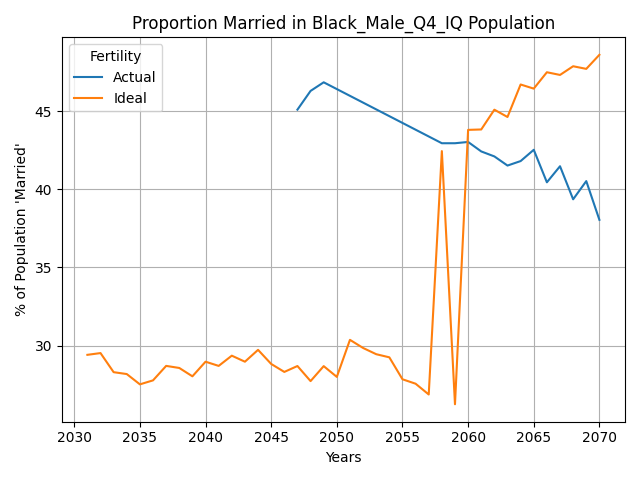 Proportion Married in Black_Male_Q4_IQ Population
Fertility
Actual
Ideal
% of Population 'Married'
45
40
35
30
2030 2035 2040 2045 2050 2055 2060 2065 2070
Years